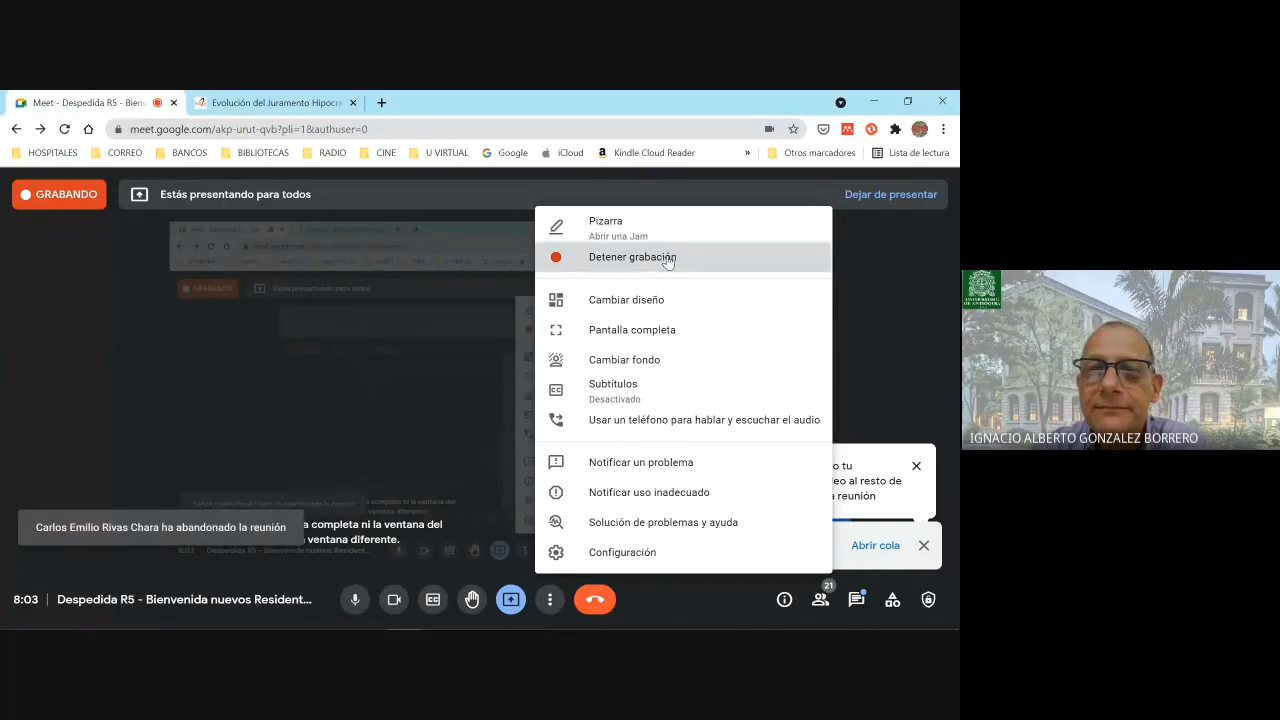 Meet - Despedida R5 - Bien
Evolución del Juramento Hipocra
meet.google.com/akp-urut-qvb?pli=1&authuser=0
HOSPITALES
CORREO
BANCOS
BIBLIOTECAS
RADIO
CINE
U VIRTUAL
Google
iCloud
Kindle Cloud Reader
»
Otros marcadores
Lista de lectura
GRABANDO
Estás presentando para todos
Dejar de presentar
Pizarra
Abrir una Jam
Detener grabación
Cambiar diseño
Pantalla completa
Cambiar fondo
Subtítulos
Desactivado
Usar un teléfono para hablar y escuchar el audio
Notificar un problema
Notificar uso inadecuado
Solución de problemas y ayuda
Configuración
o tu
eo al resto de
reunión
Abrir cola
Carlos Emilio Rivas Chara ha abandonado la reunión
a completa ni la ventana del
ventana diferente.
8:03
Despedida R5 - Bienvenida nuevos Resident...
21
UNIVERSIDAD
DE ANTIOQUIA
IGNACIO ALBERTO GONZALEZ BORRERO